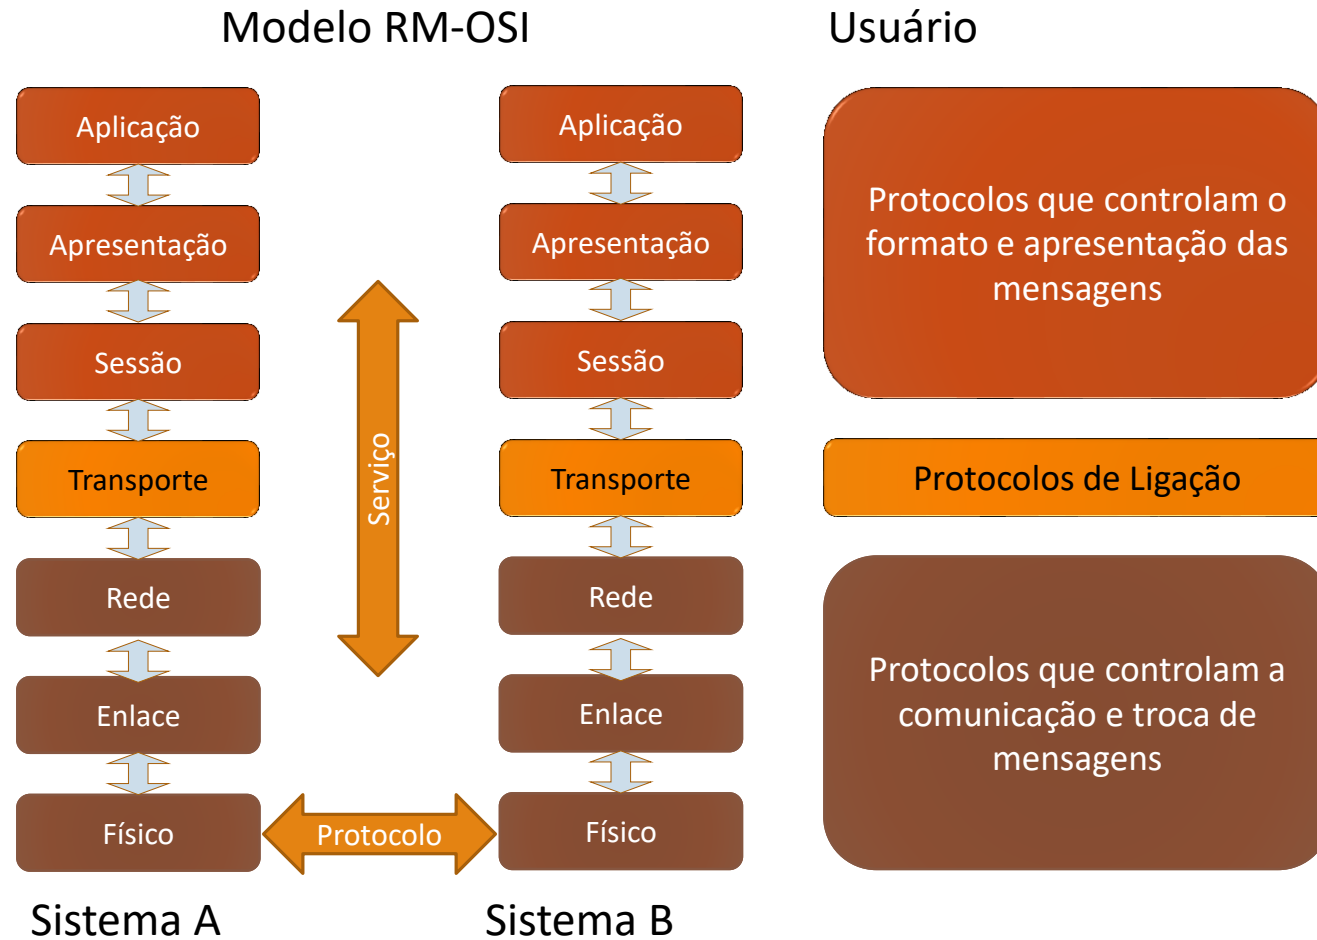 Modelo RM-OSI
Usuário
Aplicação
Apresentação
Sessão
Transporte
Rede
Enlace
Físico
Sistema A
Serviço
Protocolo
Aplicação
Apresentação
Sessão
Transporte
Rede
Enlace
Físico
Sistema B
Protocolos que controlam o
formato e apresentação das
mensagens
Protocolos de Ligação
Protocolos que controlam a
comunicação e troca de
mensagens